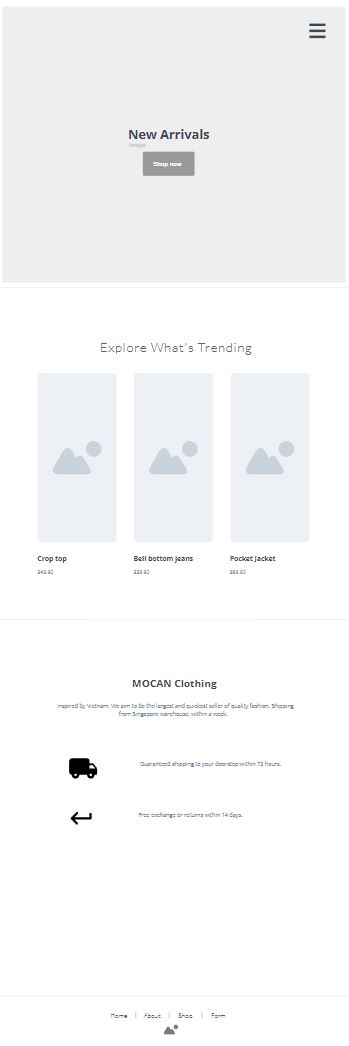 New Arrivals
Image
Shop now
Explore What's Trending
Crop top
Bell bottom jeans
Pocket jacket
$49.90
$39.90
$69.90
MOCAN Clothing
Inspired by Vietnam. We aim to be the largest and quickest seller of quality fashion. Shipping
from Singapore warehouse, within a week.
Guaranteed shipping to your doorstep within 72 hours.
Free exchange or returns within 14 days.
Home | About | Shop | Form